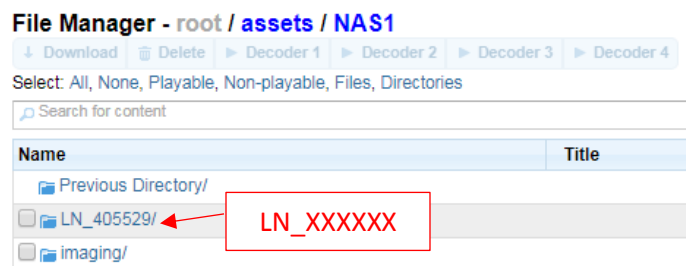 File Manager - root / assets / NAS1
Download Delete Decoder 1 Decoder 2 Decoder 3 Decoder 4
Select: All, None, Playable, Non-playable, Files, Directories
Search for content
Name Title
Previous Directory/
LN_405529/ LN_XXXXXX
imaging/